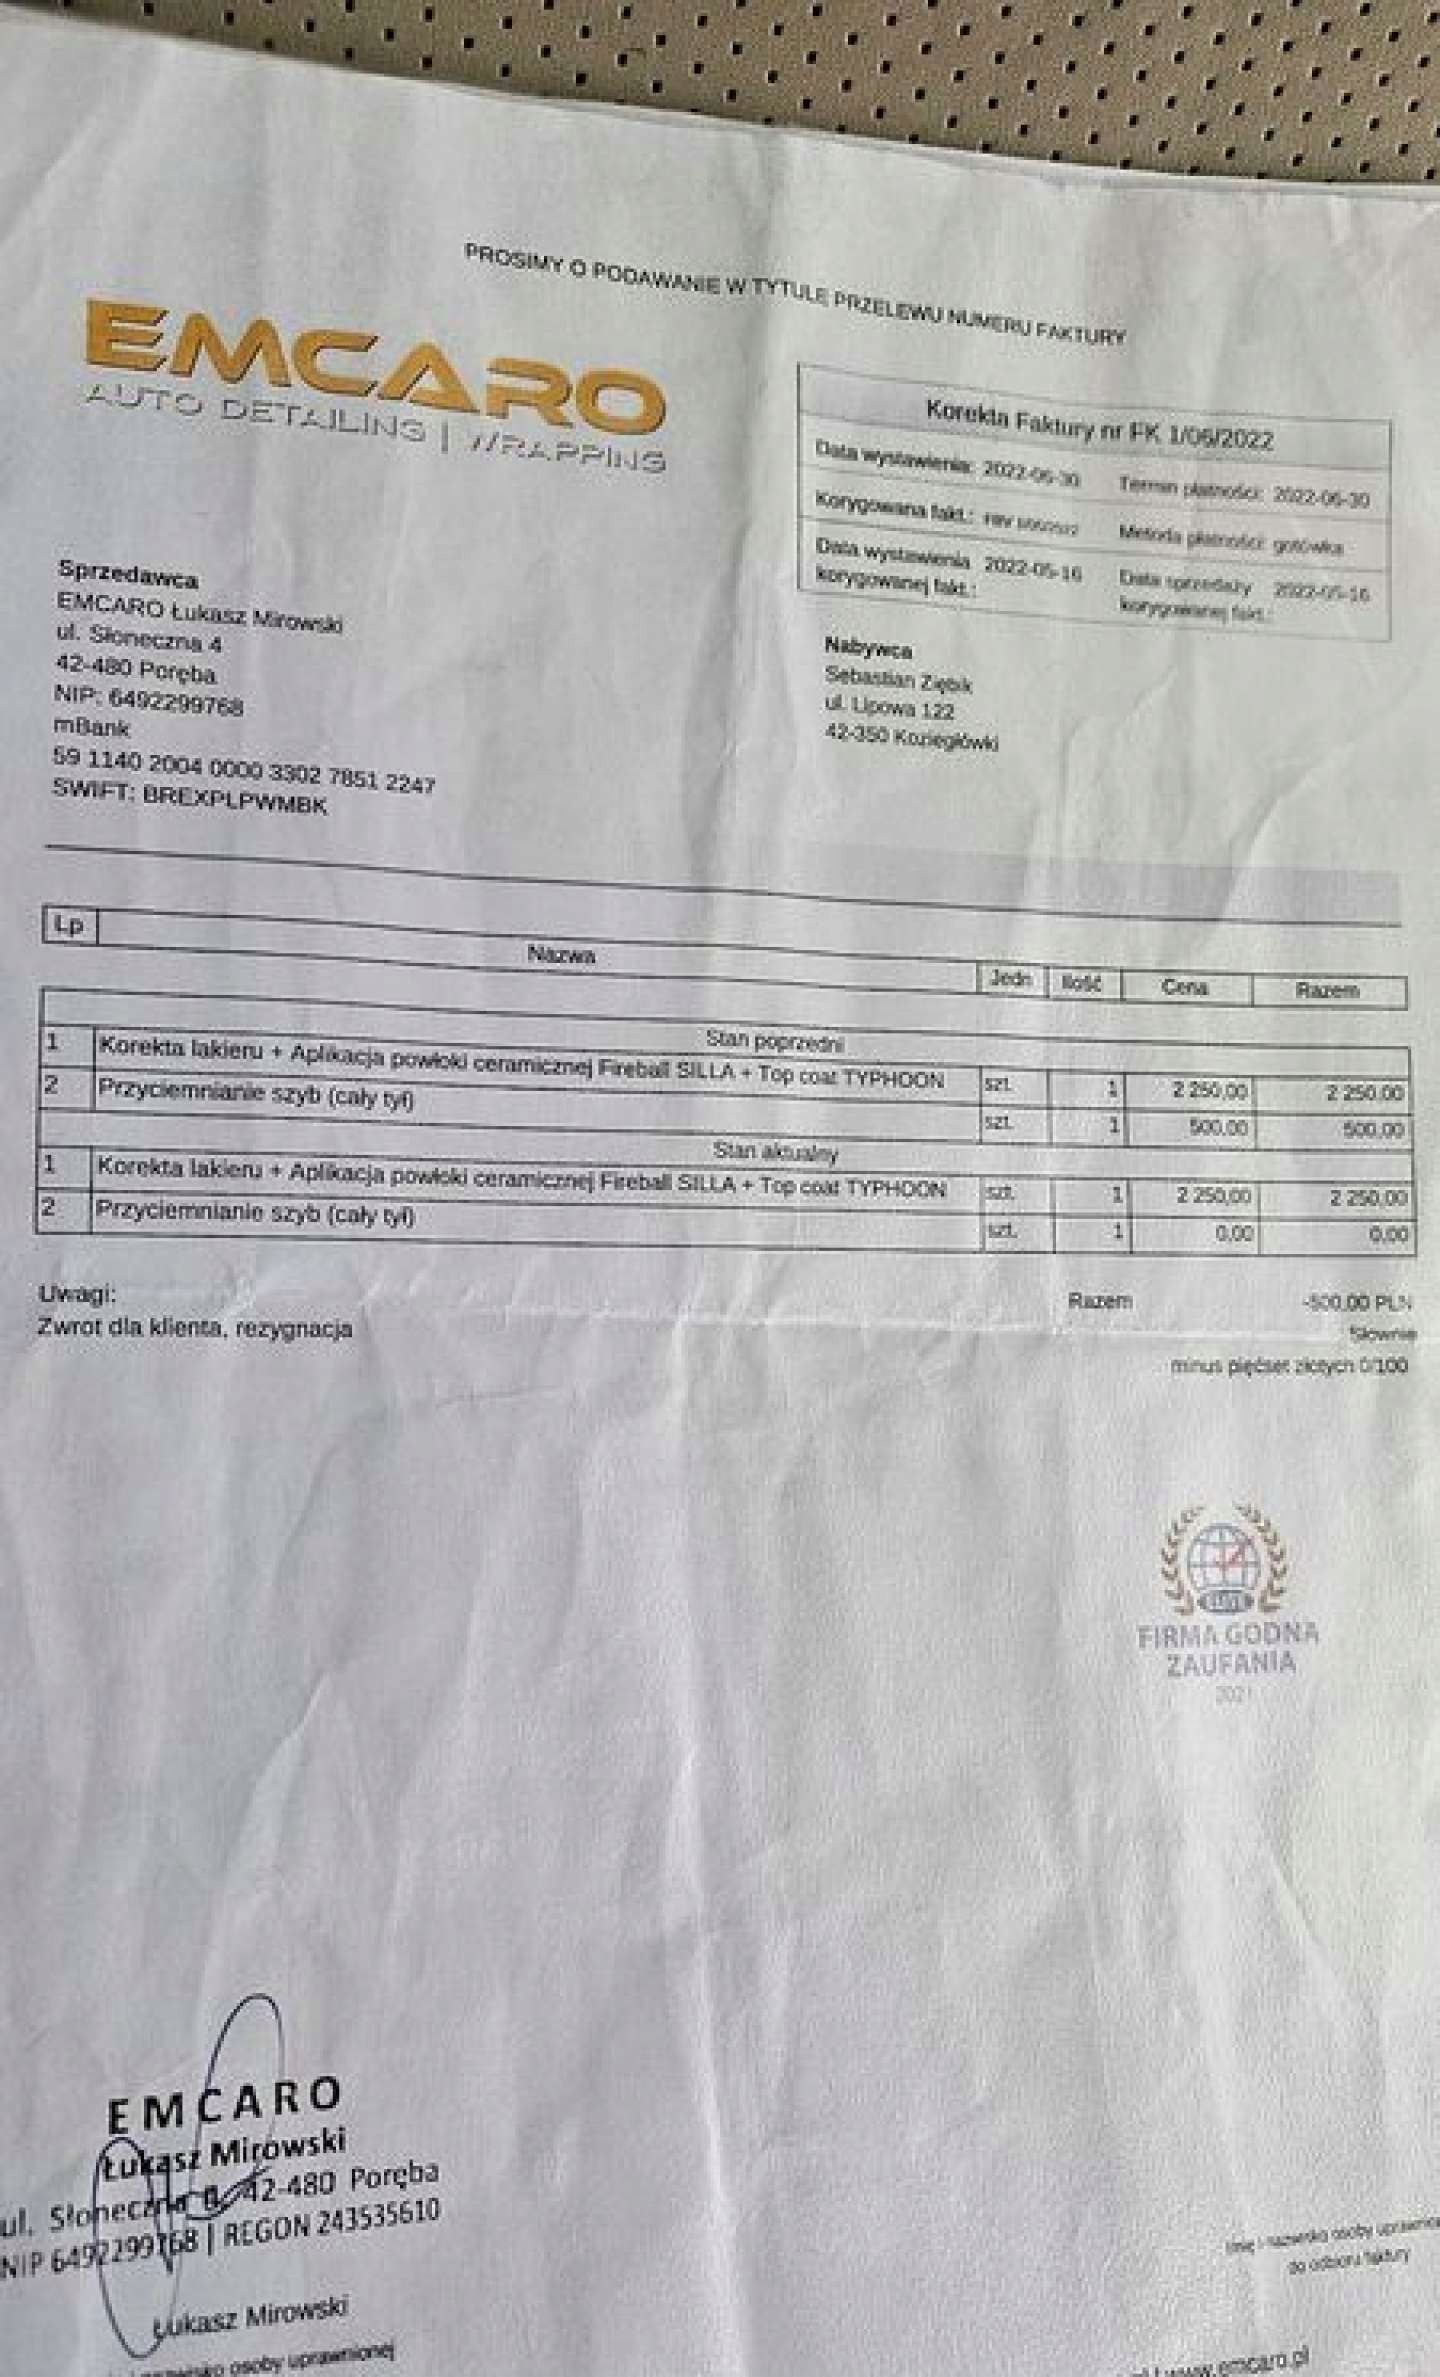 PROSIMY O PODAWANIE W TYTULE PRZELEWU NUMERU FAKTURY
EMCARO
AUTO DETAILING | WRAPPING
Korekta Faktury nr FK 1/06/2022
Data wystawienia: 2022-06-30 Termin płatności: 2022-06-30
Korygowana fakt.: Metoda płatności: gotówka
Data wystawienia 2022-05-16 Data sprzedaży 2022-05-16
korygowanej fakt.: korygowanej fakt.:
Sprzedawca
EMCARO Łukasz Mirowski
ul. Słoneczna 4
42-480 Poręba
NIP: 6492299768
mBank
59 1140 2004 0000 3302 7851 2247
SWIFT: BREXPLPWMBK
Nabywca
Sebastian Ziębik
ul. Lipowa 122
42-350 Koziegłówki
Lp Nazwa Jedn Ilość Cena Razem
Stan poprzedni
1 Korekta lakieru + Aplikacja powłoki ceramicznej Fireball SILLA + Top coat TYPHOON szt. 1 2 250,00 2 250,00
2 Przyciemnianie szyb (cały tył) szt. 1 500,00 500,00
Stan aktualny
1 Korekta lakieru + Aplikacja powłoki ceramicznej Fireball SILLA + Top coat TYPHOON szt. 1 2 250,00 2 250,00
2 Przyciemnianie szyb (cały tył) szt. 1 0,00 0,00
Uwagi:
Zwrot dla klienta, rezygnacja
Razem -500,00 PLN
Słownie
minus pięćset złotych 0/100
FIRMA GODNA
ZAUFANIA
2021
EMCARO
Łukasz Mirowski
ul. Słoneczna 42-480 Poręba
NIP 6492299768 | REGON 243535610
Łukasz Mirowski
nazwisko osoby uprawnionej
Imię i nazwisko osoby
do odbioru faktury
www.emcaro.pl